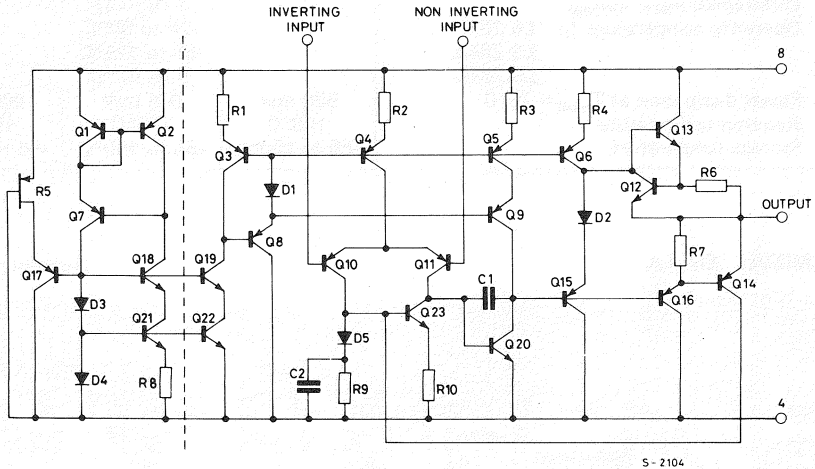 INVERTING INPUT
NON INVERTING INPUT
8
R1
R2
R3
R4
Q13
Q1
Q2
Q3
Q4
Q5
Q6
R5
D1
Q12
R6
D2
OUTPUT
Q7
Q8
Q9
R7
Q17
Q18
Q19
Q10
Q11
C1
Q15
Q16
Q14
D3
Q23
Q21
Q22
D5
Q20
D4
R8
C2
R9
R10
4
S-2104